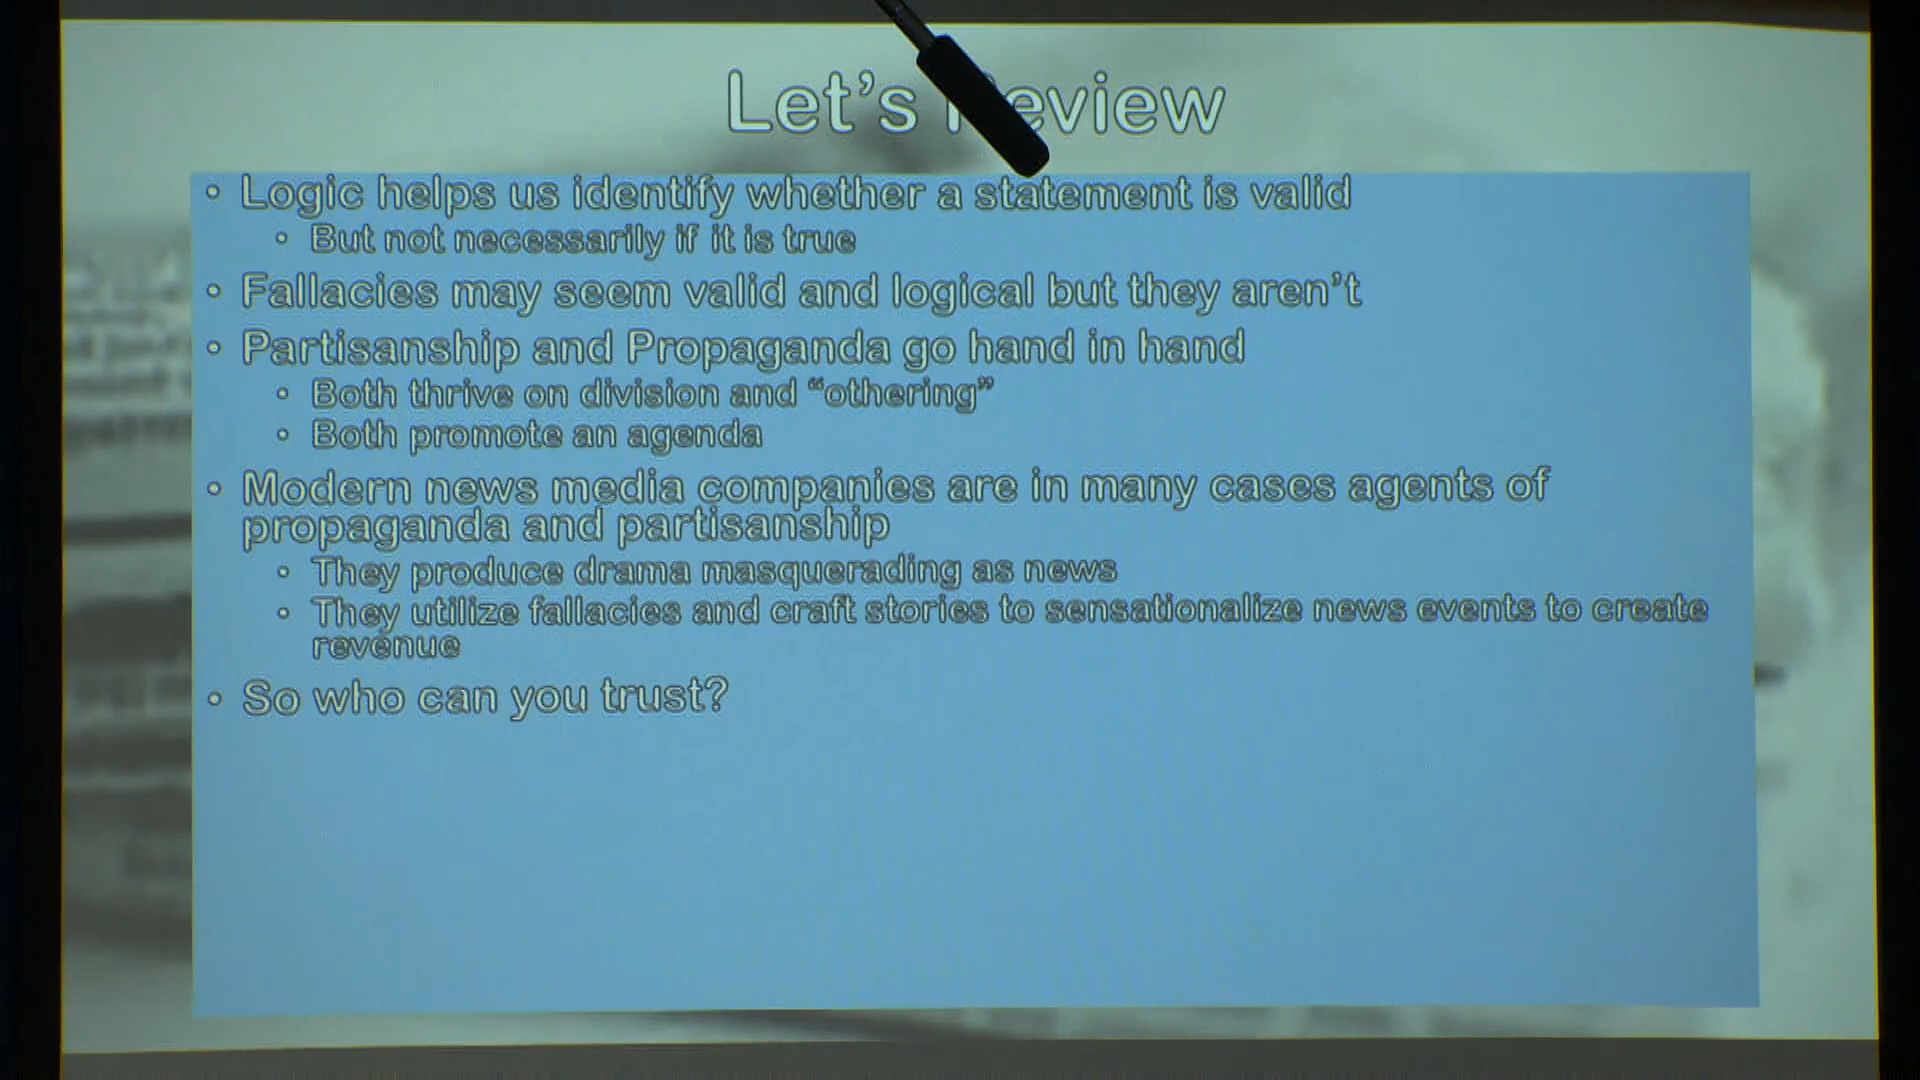 Let's Review
• Logic helps us identify whether a statement is valid
• But not necessarily if it is true
• Fallacies may seem valid and logical but they aren't
• Partisanship and Propaganda go hand in hand
• Both thrive on division and “othering”
• Both promote an agenda
• Modern news media companies are in many cases agents of
propaganda and partisanship
• They produce drama masquerading as news
• They utilize fallacies and craft stories to sensationalize news events to create
revenue
• So who can you trust?